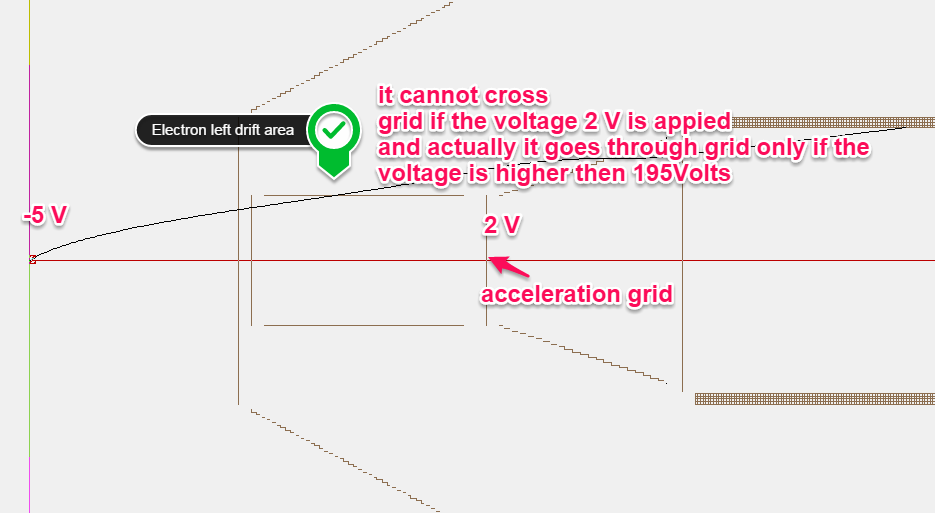 it cannot cross
Electron left drift area
grid if the voltage 2 V is appied
and actually it goes through grid only if the
voltage is higher then 195Volts
-5 V
2 V
acceleration grid